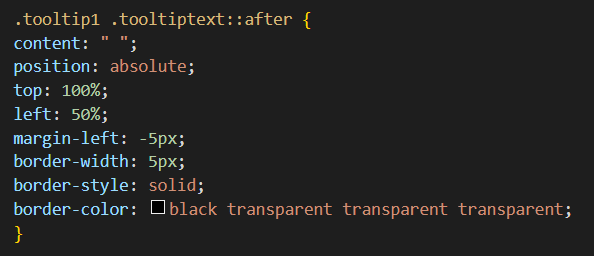 .tooltip1 .tooltiptext::after {
content: " ";
position: absolute;
top: 100%;
left: 50%;
margin-left: -5px;
border-width: 5px;
border-style: solid;
border-color: black transparent transparent transparent;
}